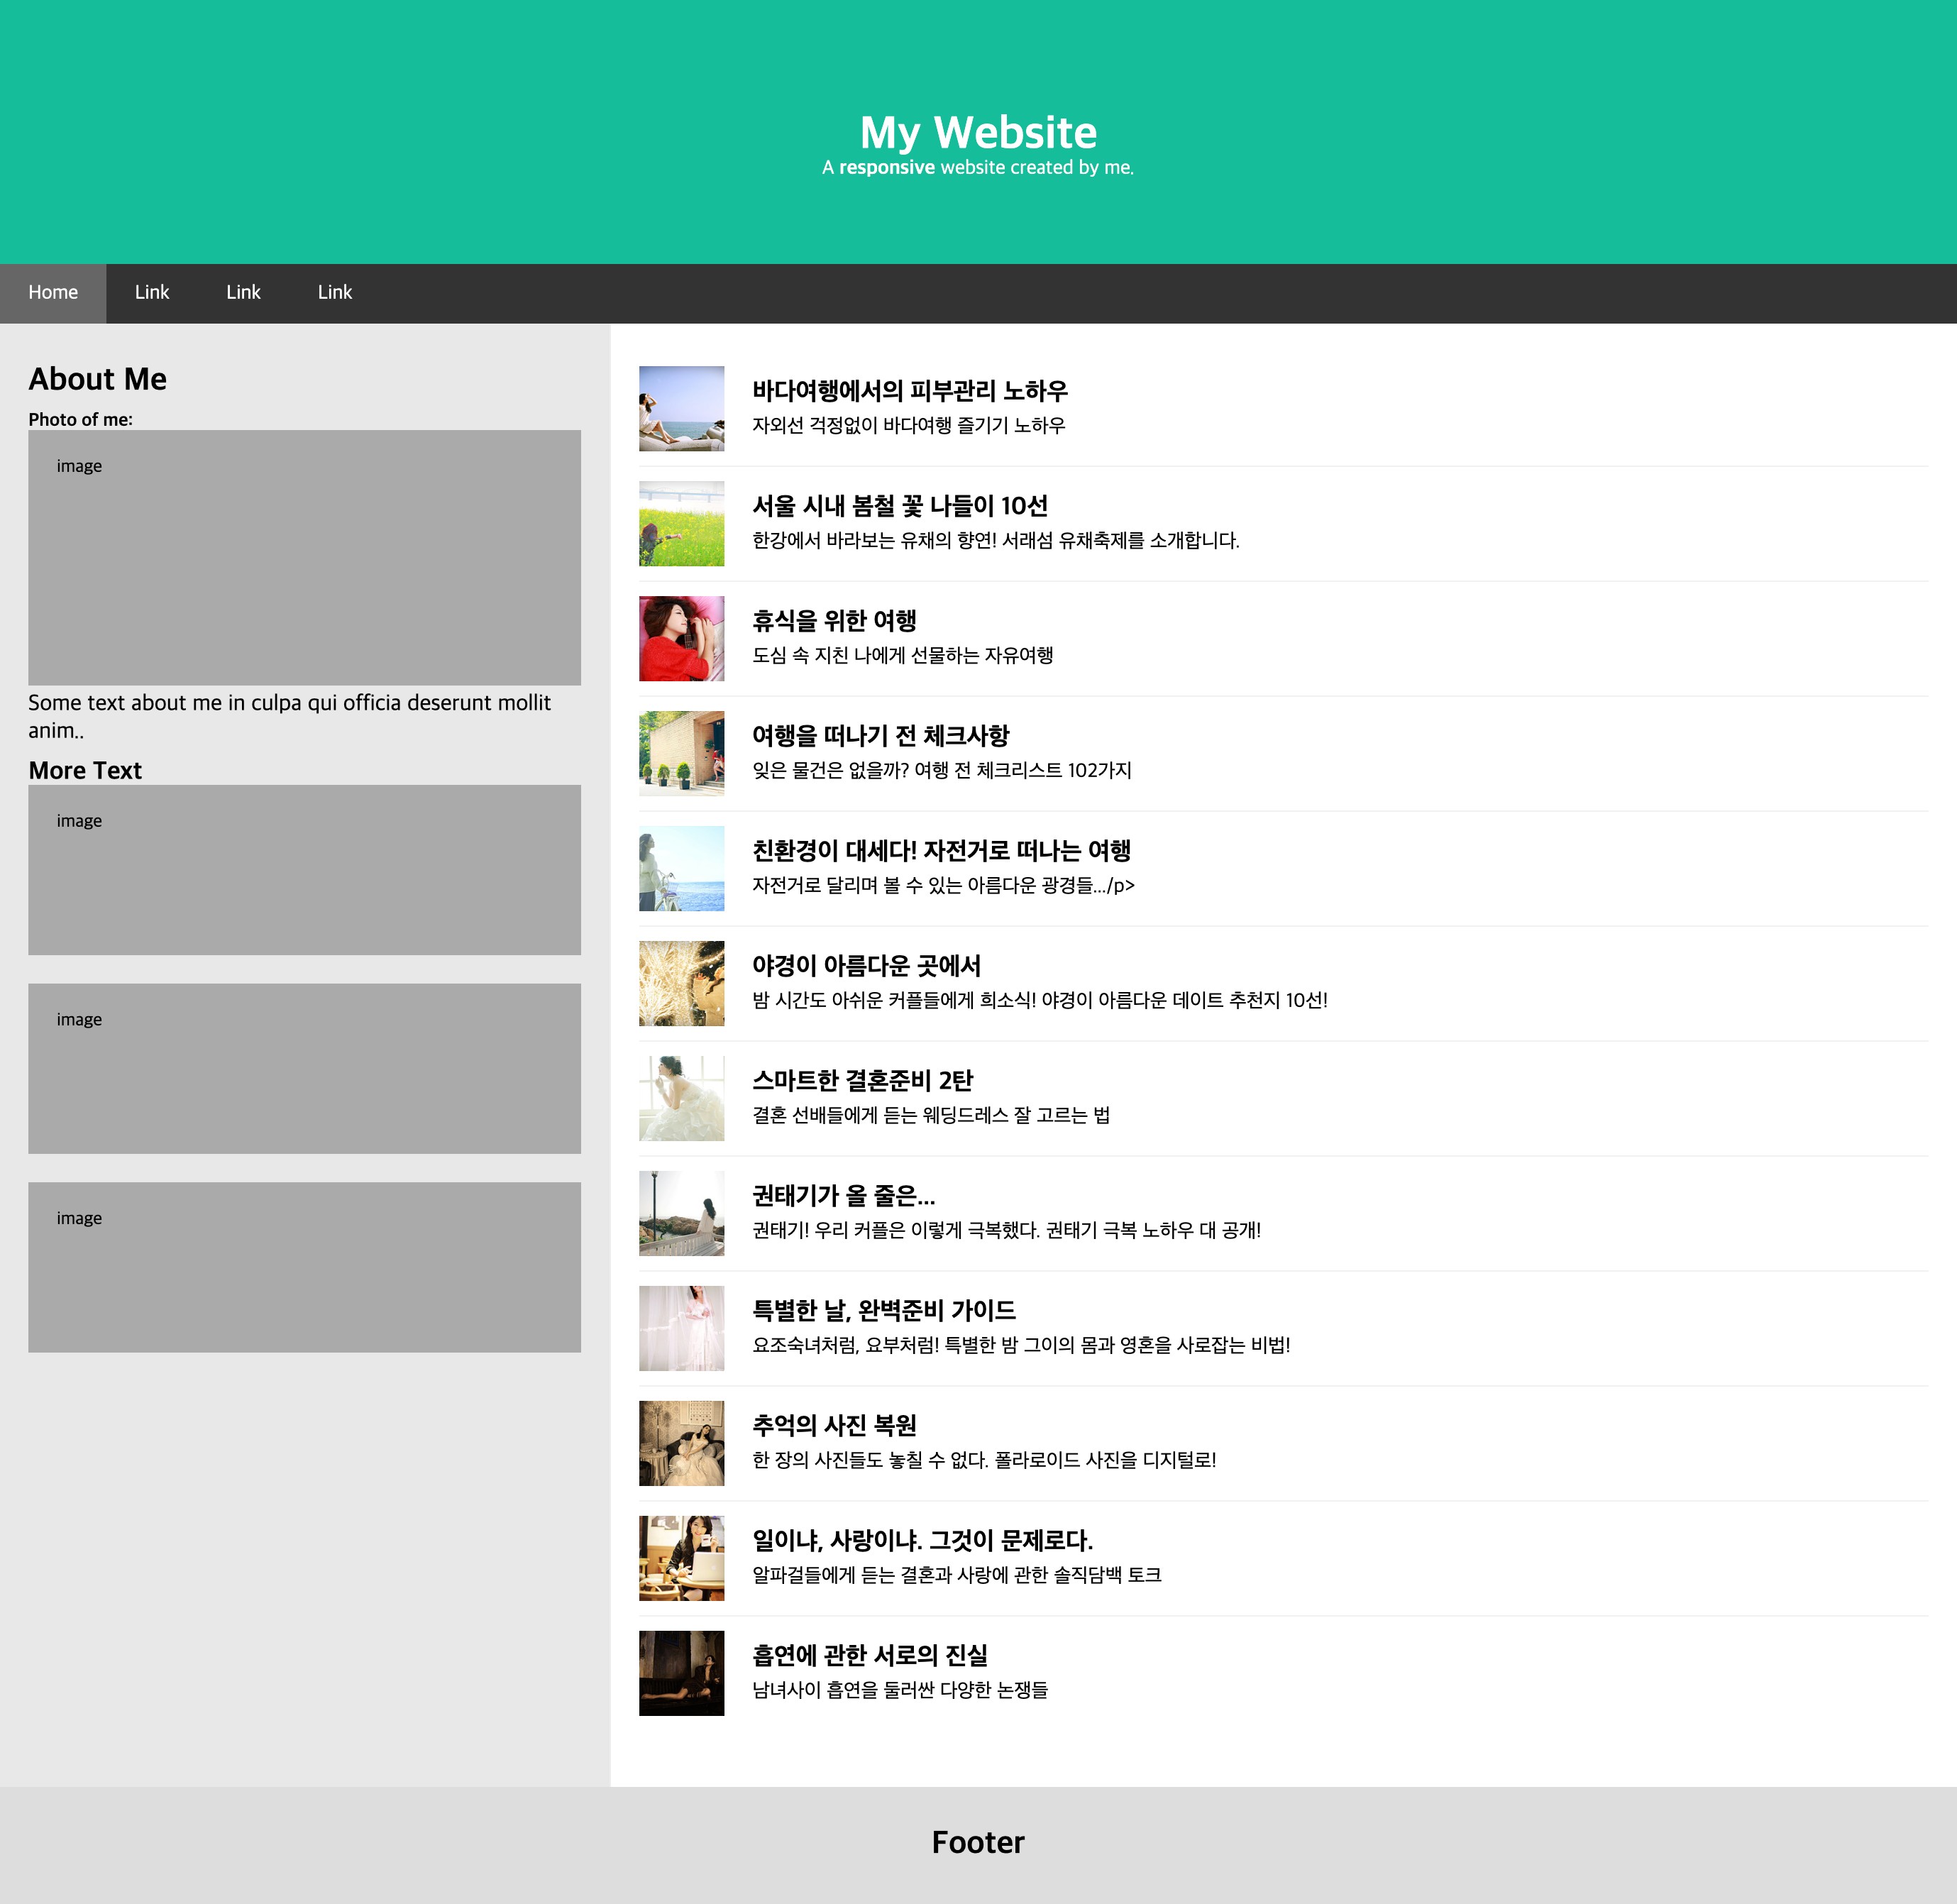 My Website
A responsive website created by me.
Home Link Link Link
About Me
Photo of me:
image
Some text about me in culpa qui officia deserunt mollit
anim..
More Text
image
image
image
바다여행에서의 피부관리 노하우
자외선 걱정없이 바다여행 즐기기 노하우
서울 시내 봄철 꽃 나들이 10선
한강에서 바라보는 유채의 향연! 서래섬 유채축제를 소개합니다.
휴식을 위한 여행
도심 속 지친 나에게 선물하는 자유여행
여행을 떠나기 전 체크사항
잊은 물건은 없을까? 여행 전 체크리스트 102가지
친환경이 대세다! 자전거로 떠나는 여행
자전거로 달리며 볼 수 있는 아름다운 광경들.../p>
야경이 아름다운 곳에서
밤 시간도 아쉬운 커플들에게 희소식! 야경이 아름다운 데이트 추천지 10선!
스마트한 결혼준비 2탄
결혼 선배들에게 듣는 웨딩드레스 잘 고르는 법
권태기가 올 줄은...
권태기! 우리 커플은 이렇게 극복했다. 권태기 극복 노하우 대 공개!
특별한 날, 완벽준비 가이드
요조숙녀처럼, 요부처럼! 특별한 밤 그이의 몸과 영혼을 사로잡는 비법!
추억의 사진 복원
한 장의 사진들도 놓칠 수 없다. 폴라로이드 사진을 디지털로!
일이냐, 사랑이냐. 그것이 문제로다.
알파걸들에게 듣는 결혼과 사랑에 관한 솔직담백 토크
흡연에 관한 서로의 진실
남녀사이 흡연을 둘러싼 다양한 논쟁들
Footer